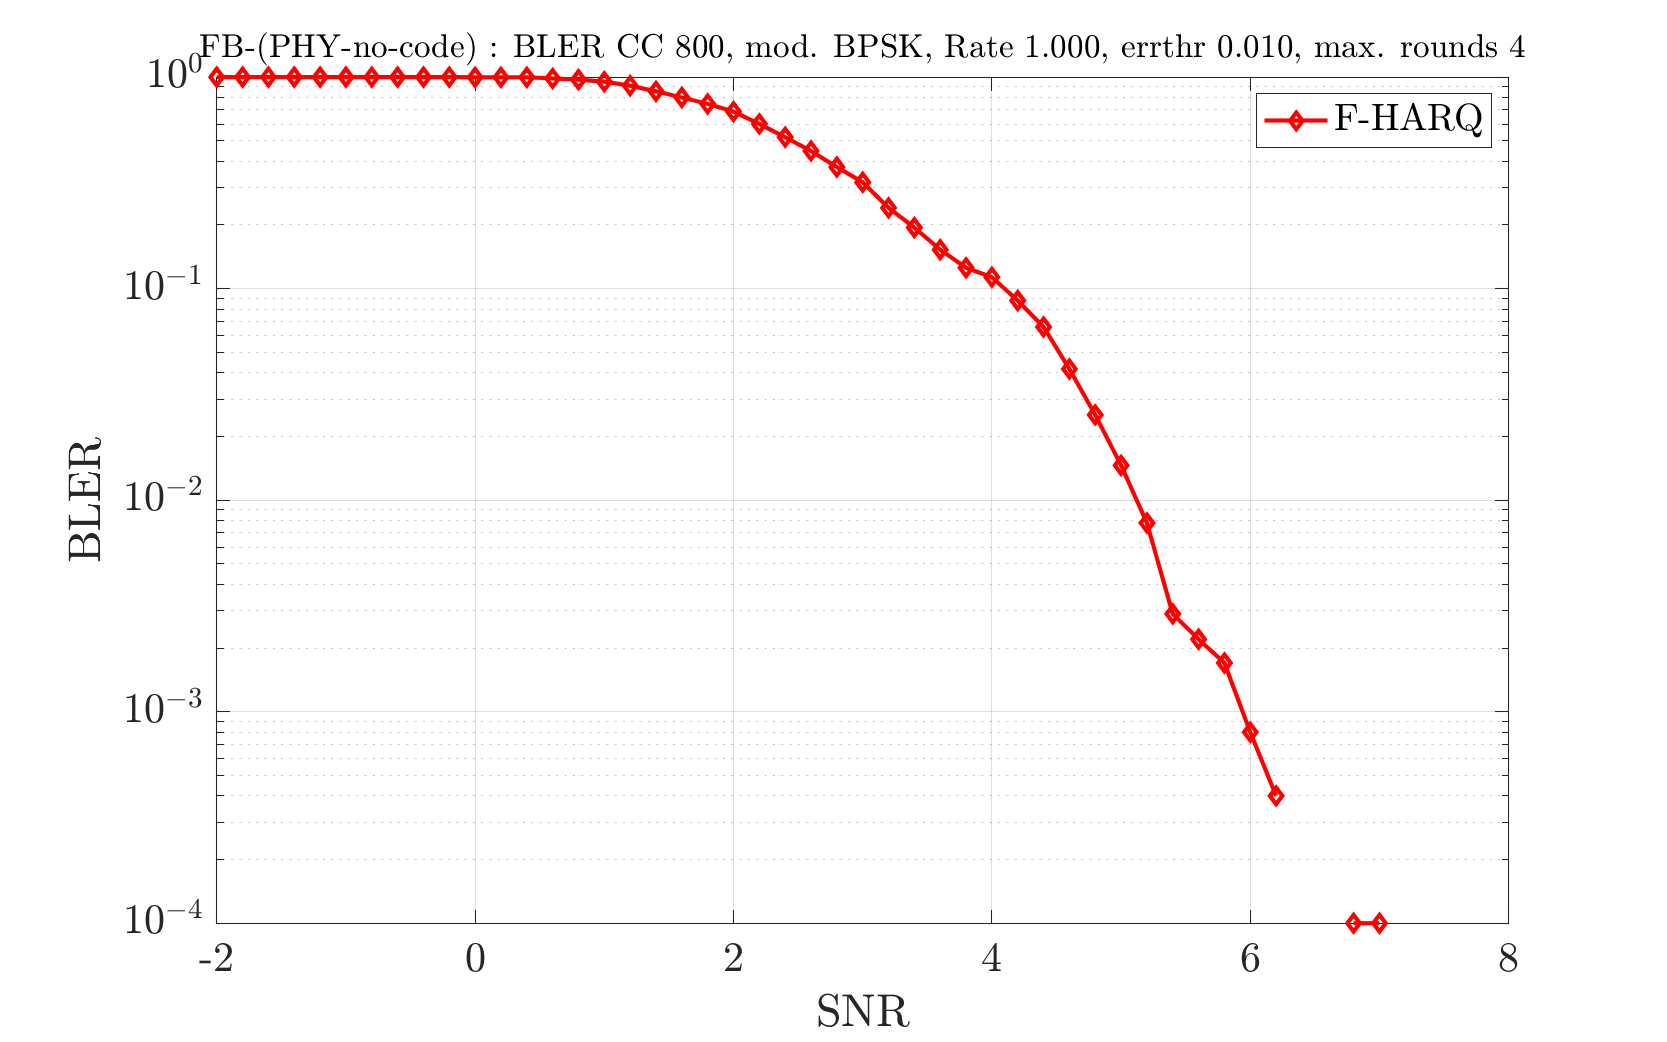 FB-(PHY-no-code) : BLER CC 800, mod. BPSK, Rate 1.000, errthr 0.010, max. rounds 4
F-HARQ
10^0
10^-1
10^-2
10^-3
10^-4
BLER
-2 0 2 4 6 8
SNR